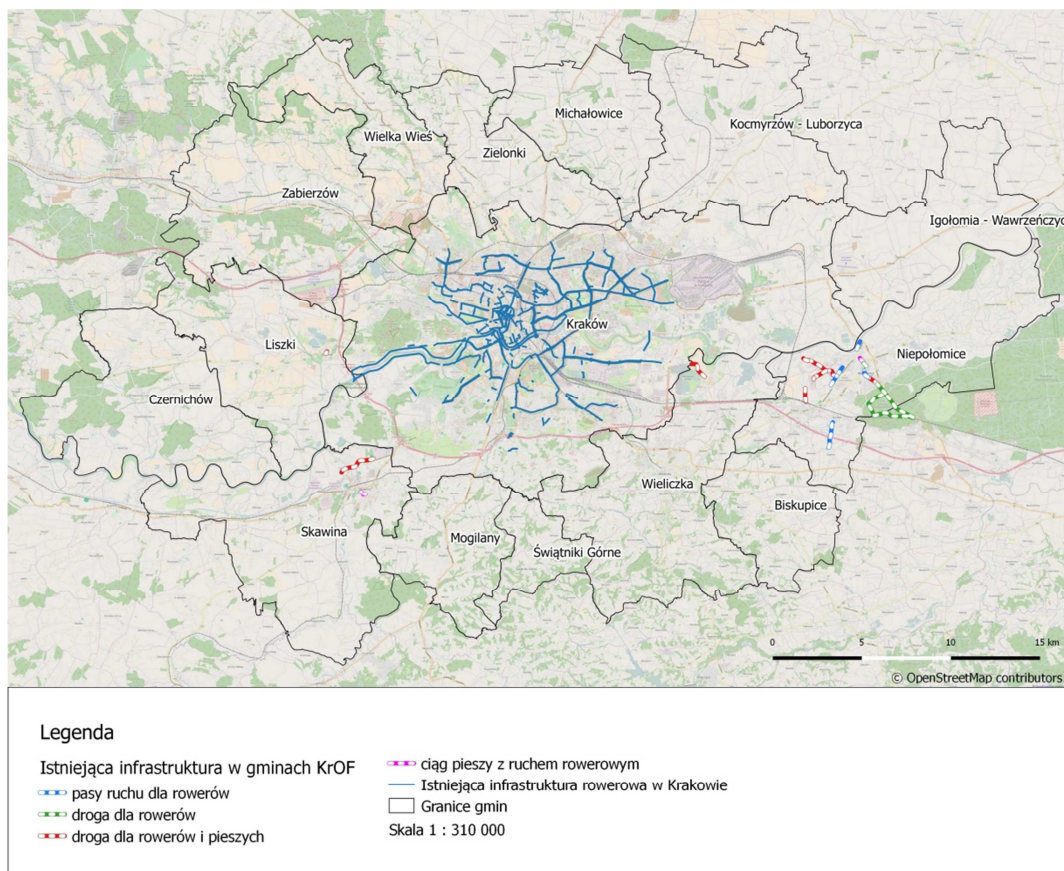 Michałowice
Kocmyrzów - Luborzyca
Wielka Wieś
Zielonki
Zabierzów
Igołomia - Wawrzeńczyc
Kraków
Liszki
Niepołomice
Czernichów
Wieliczka
Biskupice
Skawina
Mogilany
Świątniki Górne
0 5 10 15 km
© OpenStreetMap contributors
Legenda
Istniejąca infrastruktura w gminach KrOF
pasy ruchu dla rowerów
droga dla rowerów
droga dla rowerów i pieszych
ciąg pieszy z ruchem rowerowym
Istniejąca infrastruktura rowerowa w Krakowie
Granice gmin
Skala 1 : 310 000